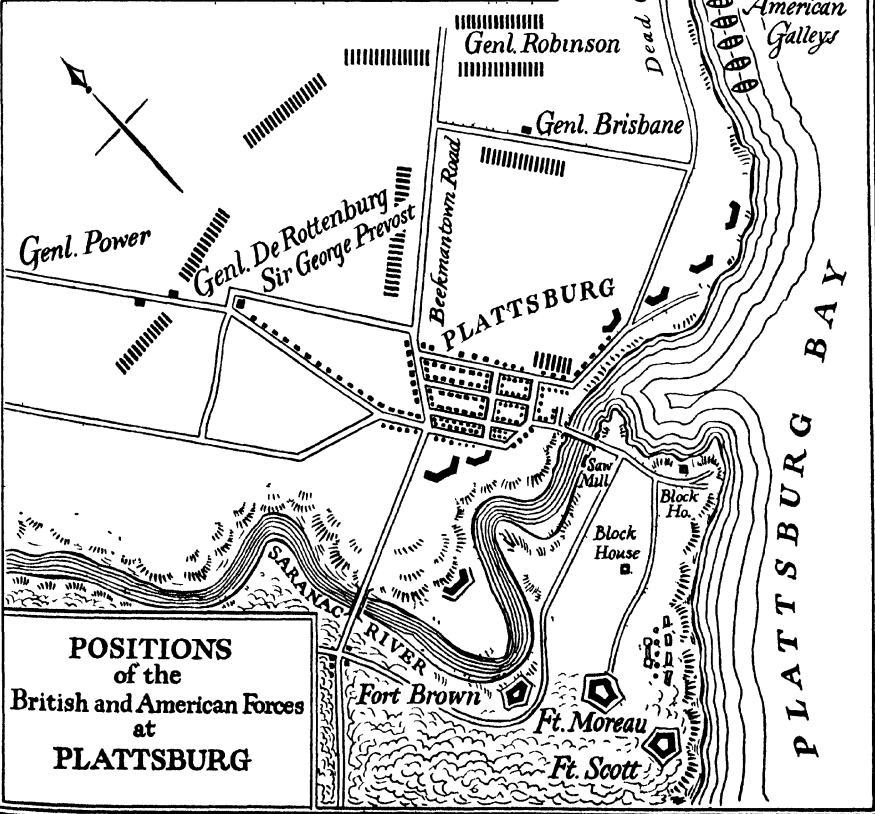 American
Galleys
Dead
Genl. Robinson
Genl. Brisbane
Beekmantown Road
Genl. Power
Genl. De Rottenburg
Sir George Prevost
PLATTSBURG
PLATTSBURG BAY
Saw
Mill
Block
Ho.
Block
House
SARANAC RIVER
Fort Brown
Ft. Moreau
Ft. Scott
POSITIONS
of the
British and American Forces
at
PLATTSBURG